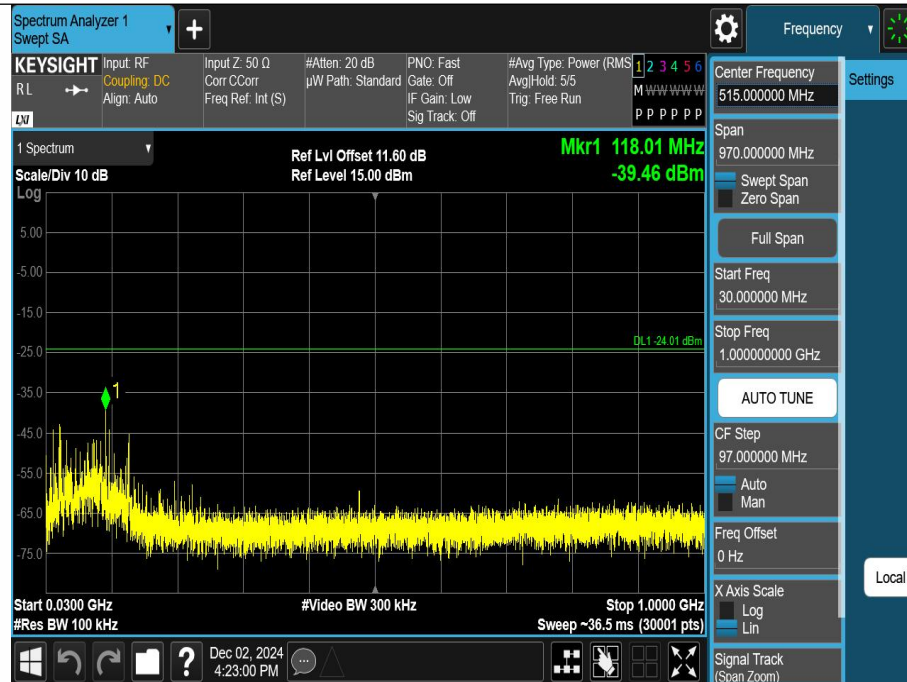 Spectrum Analyzer 1
Swept SA
+
Frequency
KEYSIGHT
RL
LXI
Input: RF
Coupling: DC
Align: Auto
Input Z: 50 Ω
Corr CCorr
Freq Ref: Int (S)
#Atten: 20 dB
µW Path: Standard
PNO: Fast
Gate: Off
IF Gain: Low
Sig Track: Off
#Avg Type: Power (RMS
Avg|Hold: 5/5
Trig: Free Run
1 2 3 4 5 6
M W W W W W
P P P P P P
1 Spectrum
Scale/Div 10 dB
Ref Lvl Offset 11.60 dB
Ref Level 15.00 dBm
Mkr1 118.01 MHz
-39.46 dBm
Log
5.00
-5.00
-15.0
-25.0
-35.0
-45.0
-55.0
-65.0
-75.0
DL1 -24.01 dBm
1
Start 0.0300 GHz
#Res BW 100 kHz
#Video BW 300 kHz
Stop 1.0000 GHz
Sweep ~36.5 ms (30001 pts)
Dec 02, 2024
4:23:00 PM
?
Center Frequency
515.000000 MHz
Span
970.000000 MHz
Swept Span
Zero Span
Full Span
Start Freq
30.000000 MHz
Stop Freq
1.000000000 GHz
AUTO TUNE
CF Step
97.000000 MHz
Auto
Man
Freq Offset
0 Hz
X Axis Scale
Log
Lin
Signal Track
(Span Zoom)
Settings
Local